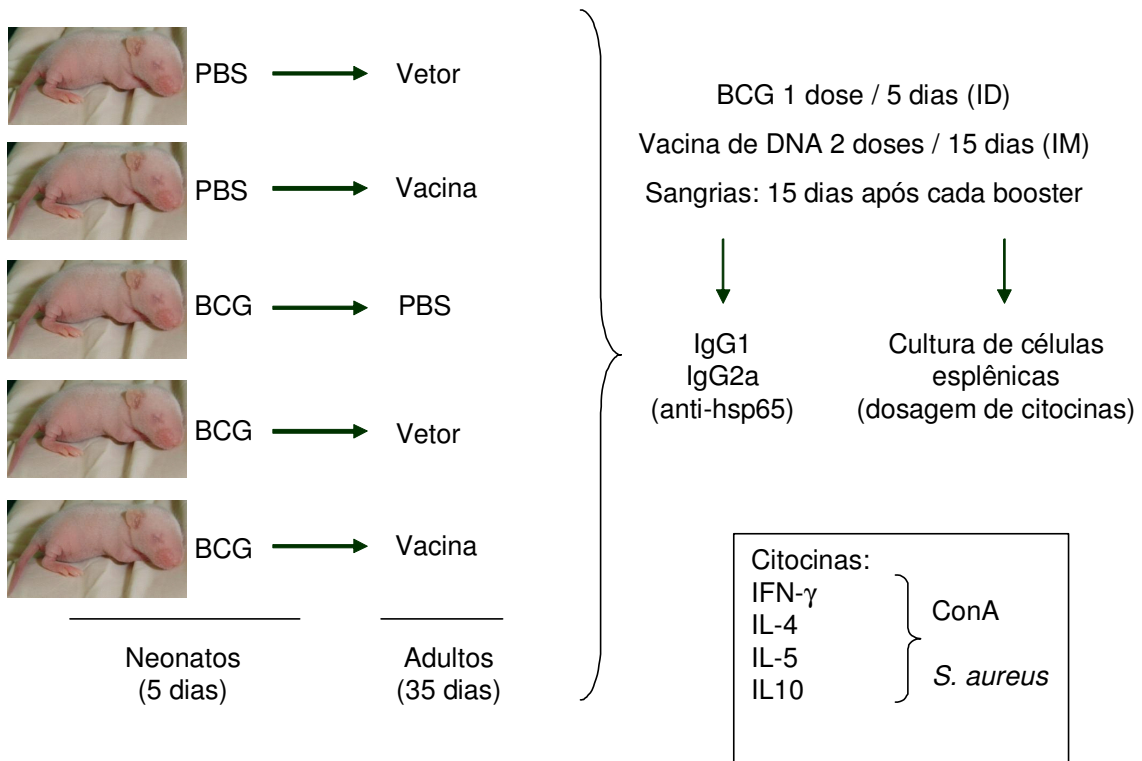 PBS Vetor
PBS Vacina
BCG PBS
BCG Vetor
BCG Vacina
Neonatos
(5 dias)
Adultos
(35 dias)
BCG 1 dose / 5 dias (ID)
Vacina de DNA 2 doses / 15 dias (IM)
Sangrias: 15 dias após cada booster
IgG1
IgG2a
(anti-hsp65)
Cultura de células
esplênicas
(dosagem de citocinas)
Citocinas:
IFN-γ
IL-4
IL-5
IL10
ConA
S. aureus